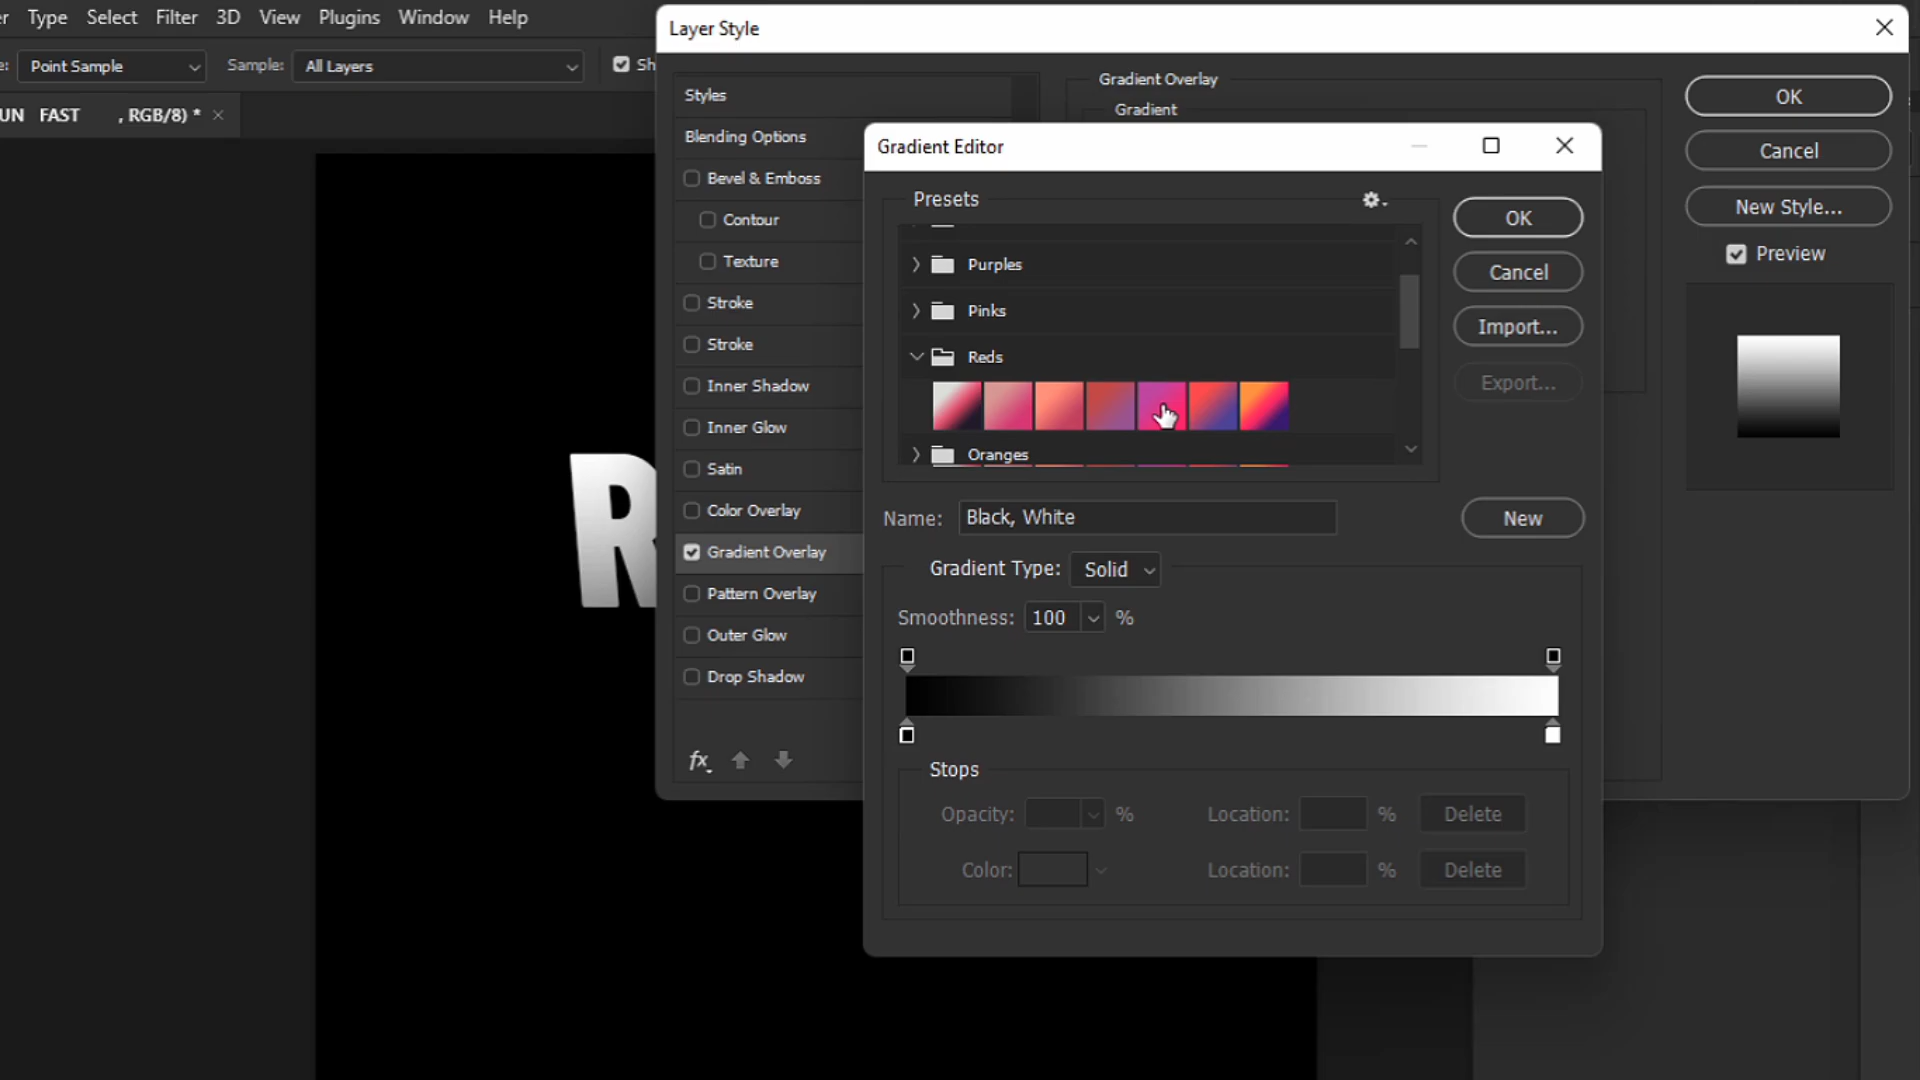 Type Select Filter 3D View Plugins Window Help
Point Sample Sample: All Layers
UN FAST , RGB/8) * ×
Layer Style
Styles
Blending Options
Bevel & Emboss
Contour
Texture
Stroke
Stroke
Inner Shadow
Inner Glow
Satin
Color Overlay
Gradient Overlay
Pattern Overlay
Outer Glow
Drop Shadow
fx
Gradient Overlay
Gradient
OK
Cancel
New Style...
Preview
Gradient Editor
Presets
Purples
Pinks
Reds
Oranges
OK
Cancel
Import...
Export...
Name: Black, White
New
Gradient Type: Solid
Smoothness: 100 %
Stops
Opacity: % Location: % Delete
Color: Location: % Delete
R